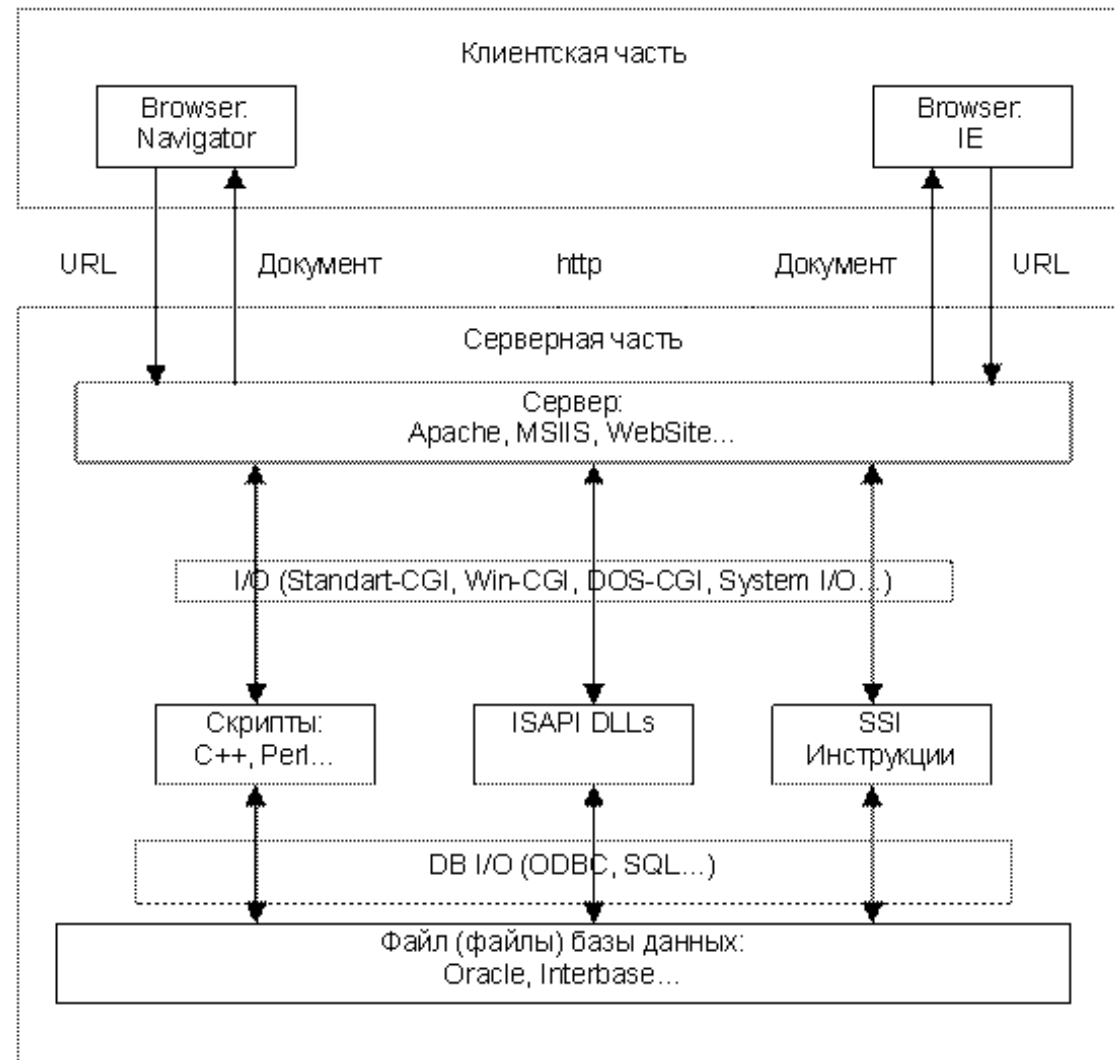 Клиентская часть
Browser:
Navigator
Browser:
IE
URL
Документ
http
Документ
URL
Серверная часть
Сервер:
Apache, MSIIS, WebSite...
I/O (Standart-CGI, Win-CGI, DOS-CGI, System I/O...)
Скрипты:
C++, Perl...
ISAPI DLLs
SSI
Инструкции
DB I/O (ODBC, SQL...)
Файл (файлы) базы данных:
Oracle, Interbase...